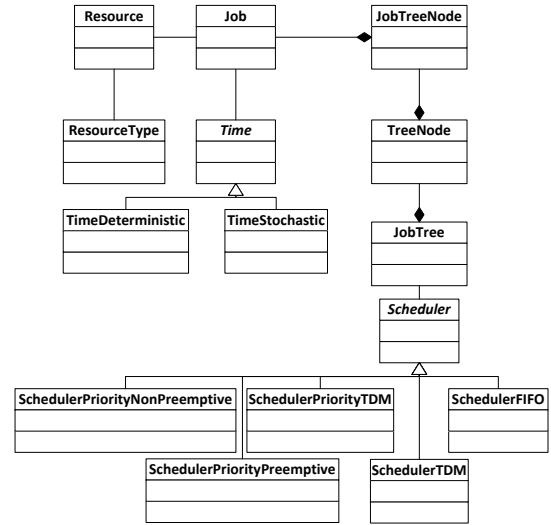 Resource
Job
JobTreeNode
ResourceType
Time
TreeNode
TimeDeterministic
TimeStochastic
JobTree
Scheduler
SchedulerPriorityNonPreemptive
SchedulerPriorityTDM
SchedulerFIFO
SchedulerPriorityPreemptive
SchedulerTDM